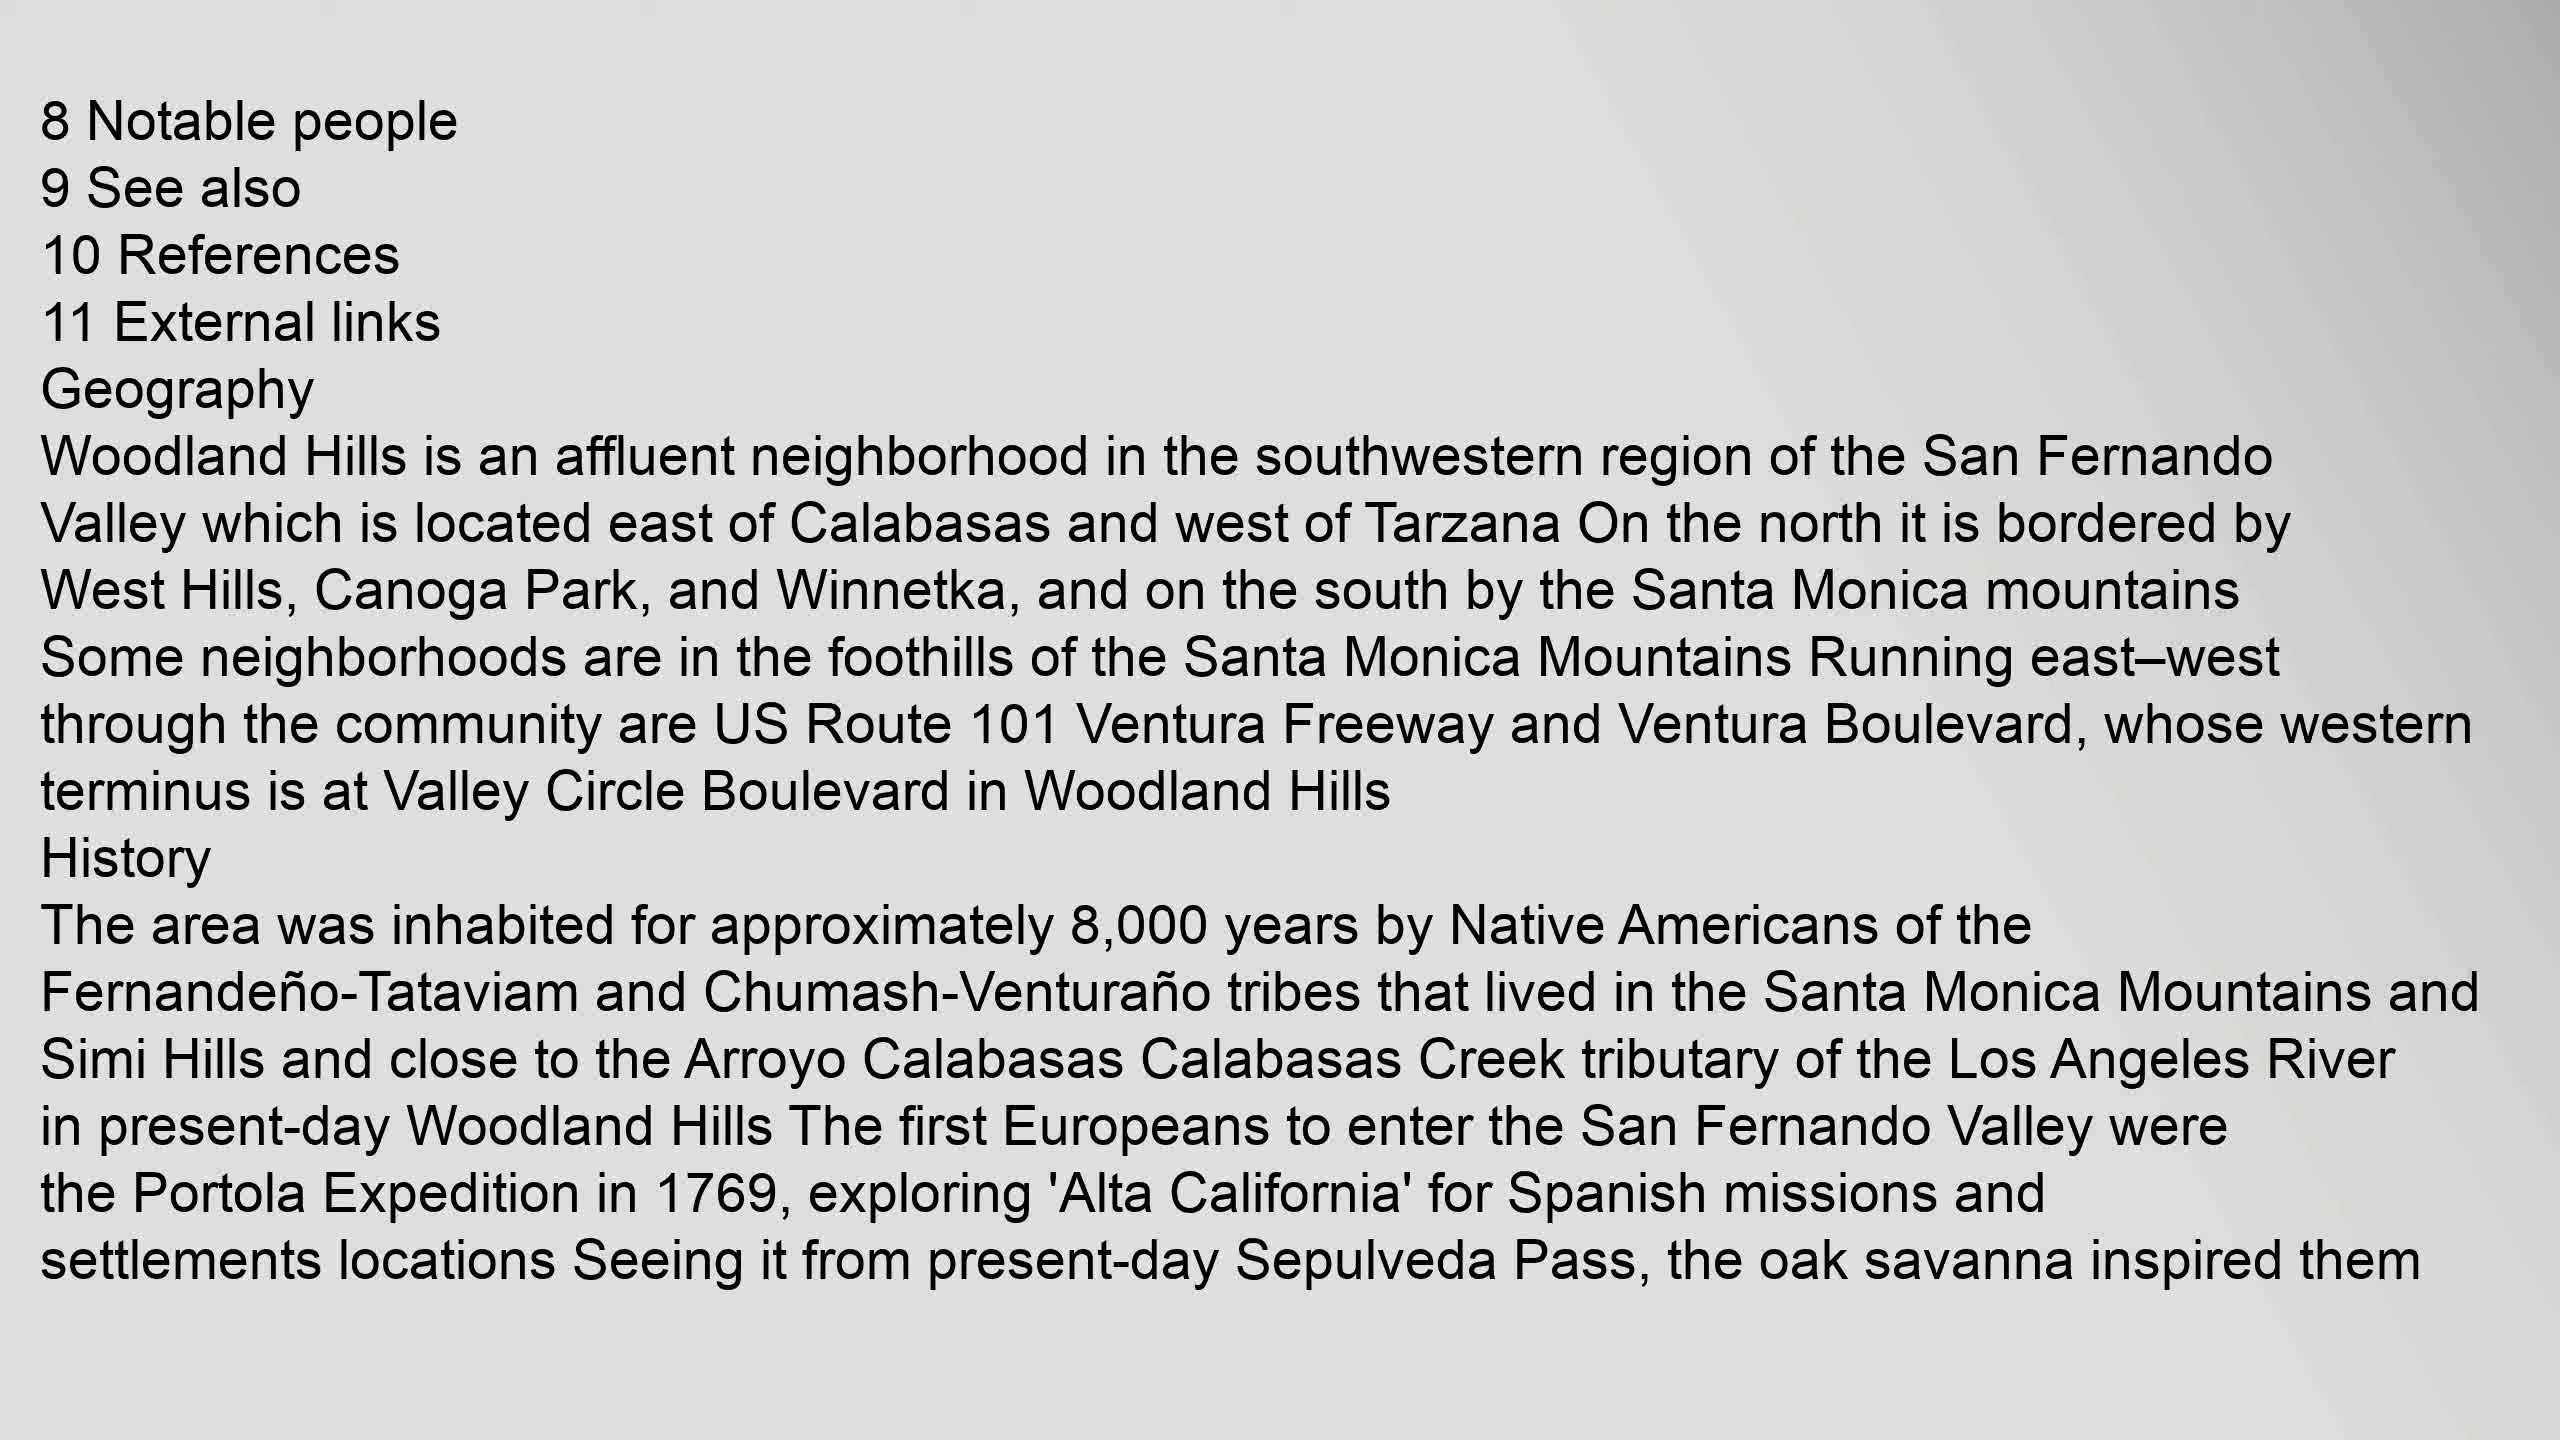 8 Notable people
9 See also
10 References
11 External links
Geography
Woodland Hills is an affluent neighborhood in the southwestern region of the San Fernando
Valley which is located east of Calabasas and west of Tarzana On the north it is bordered by
West Hills, Canoga Park, and Winnetka, and on the south by the Santa Monica mountains
Some neighborhoods are in the foothills of the Santa Monica Mountains Running east–west
through the community are US Route 101 Ventura Freeway and Ventura Boulevard, whose western
terminus is at Valley Circle Boulevard in Woodland Hills
History
The area was inhabited for approximately 8,000 years by Native Americans of the
Fernandeño-Tataviam and Chumash-Venturaño tribes that lived in the Santa Monica Mountains and
Simi Hills and close to the Arroyo Calabasas Calabasas Creek tributary of the Los Angeles River
in present-day Woodland Hills The first Europeans to enter the San Fernando Valley were
the Portola Expedition in 1769, exploring 'Alta California' for Spanish missions and
settlements locations Seeing it from present-day Sepulveda Pass, the oak savanna inspired them